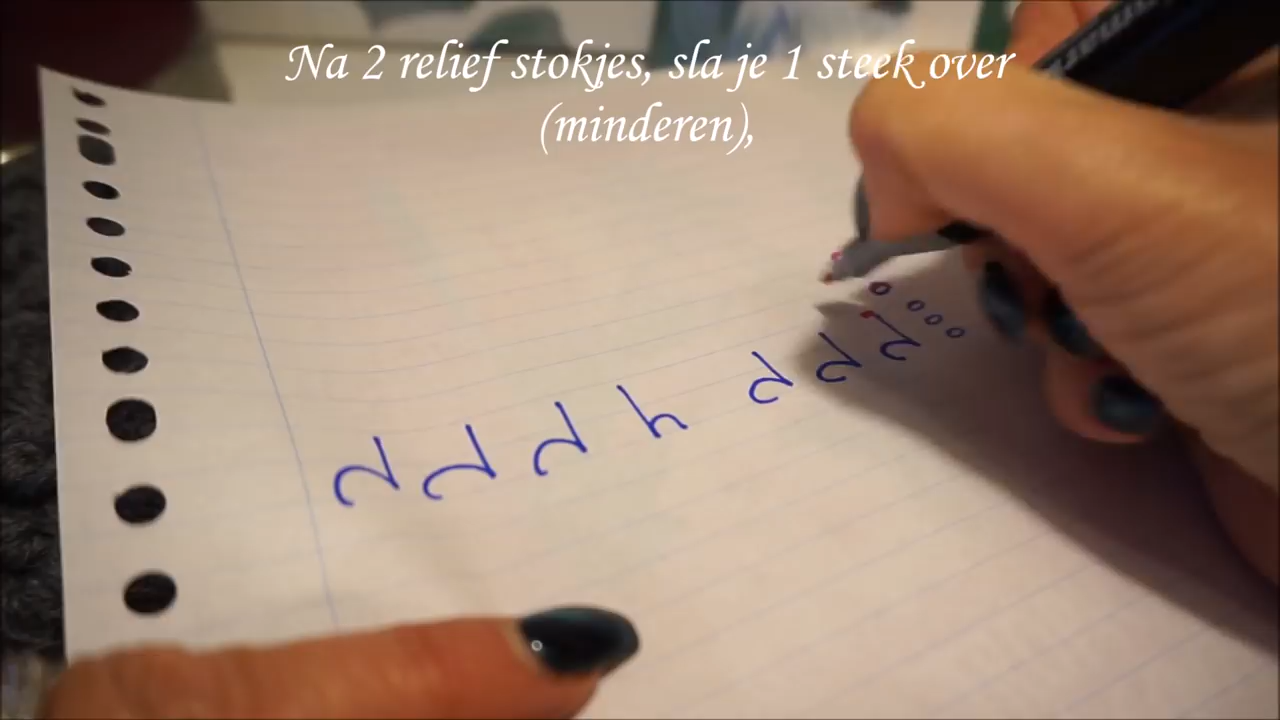 Na 2 relief stokjes, sla je 1 steek over
(minderen),